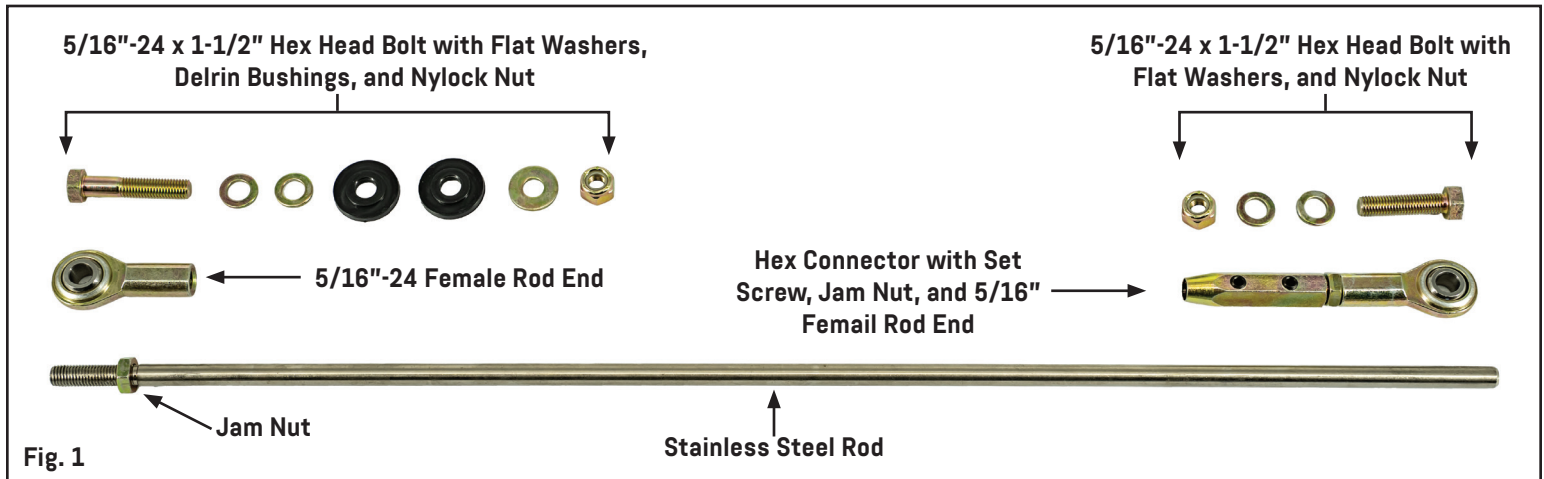 5/16"-24 x 1-1/2" Hex Head Bolt with Flat Washers,
Delrin Bushings, and Nylock Nut
5/16"-24 x 1-1/2" Hex Head Bolt with
Flat Washers, and Nylock Nut
5/16"-24 Female Rod End
Hex Connector with Set
Screw, Jam Nut, and 5/16"
Femail Rod End
Jam Nut
Stainless Steel Rod
Fig. 1